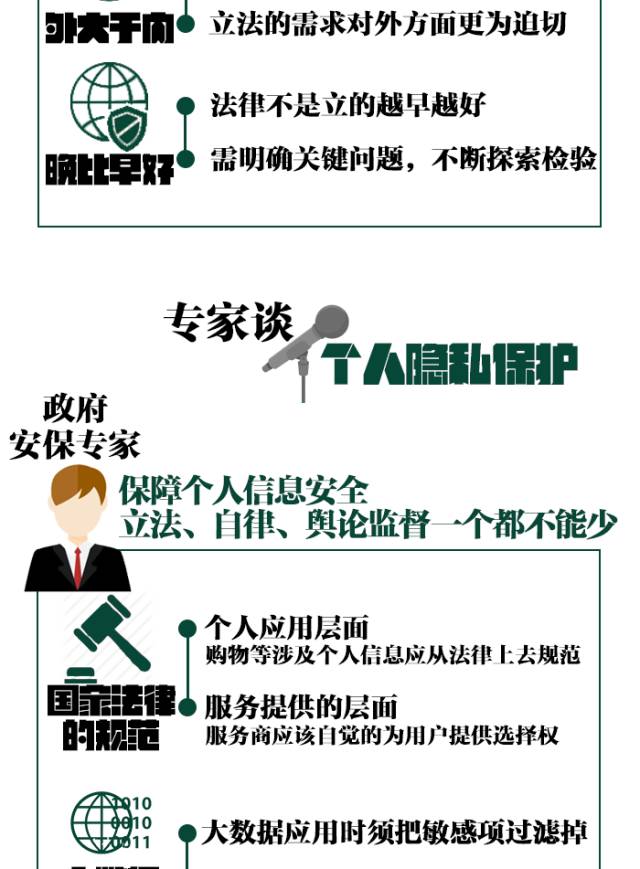 外大于内
立法的需求对外方面更为迫切
法律不是立的越早越好
晚比早好
需明确关键问题，不断探索检验
专家谈
个人隐私保护
政府
安保专家
保障个人信息安全
立法、自律、舆论监督一个都不能少
个人应用层面
购物等涉及个人信息应从法律上去规范
国家法律
的规范
服务提供的层面
服务商应该自觉的为用户提供选择权
1010
0010
0011
大数据应用时须把敏感项过滤掉